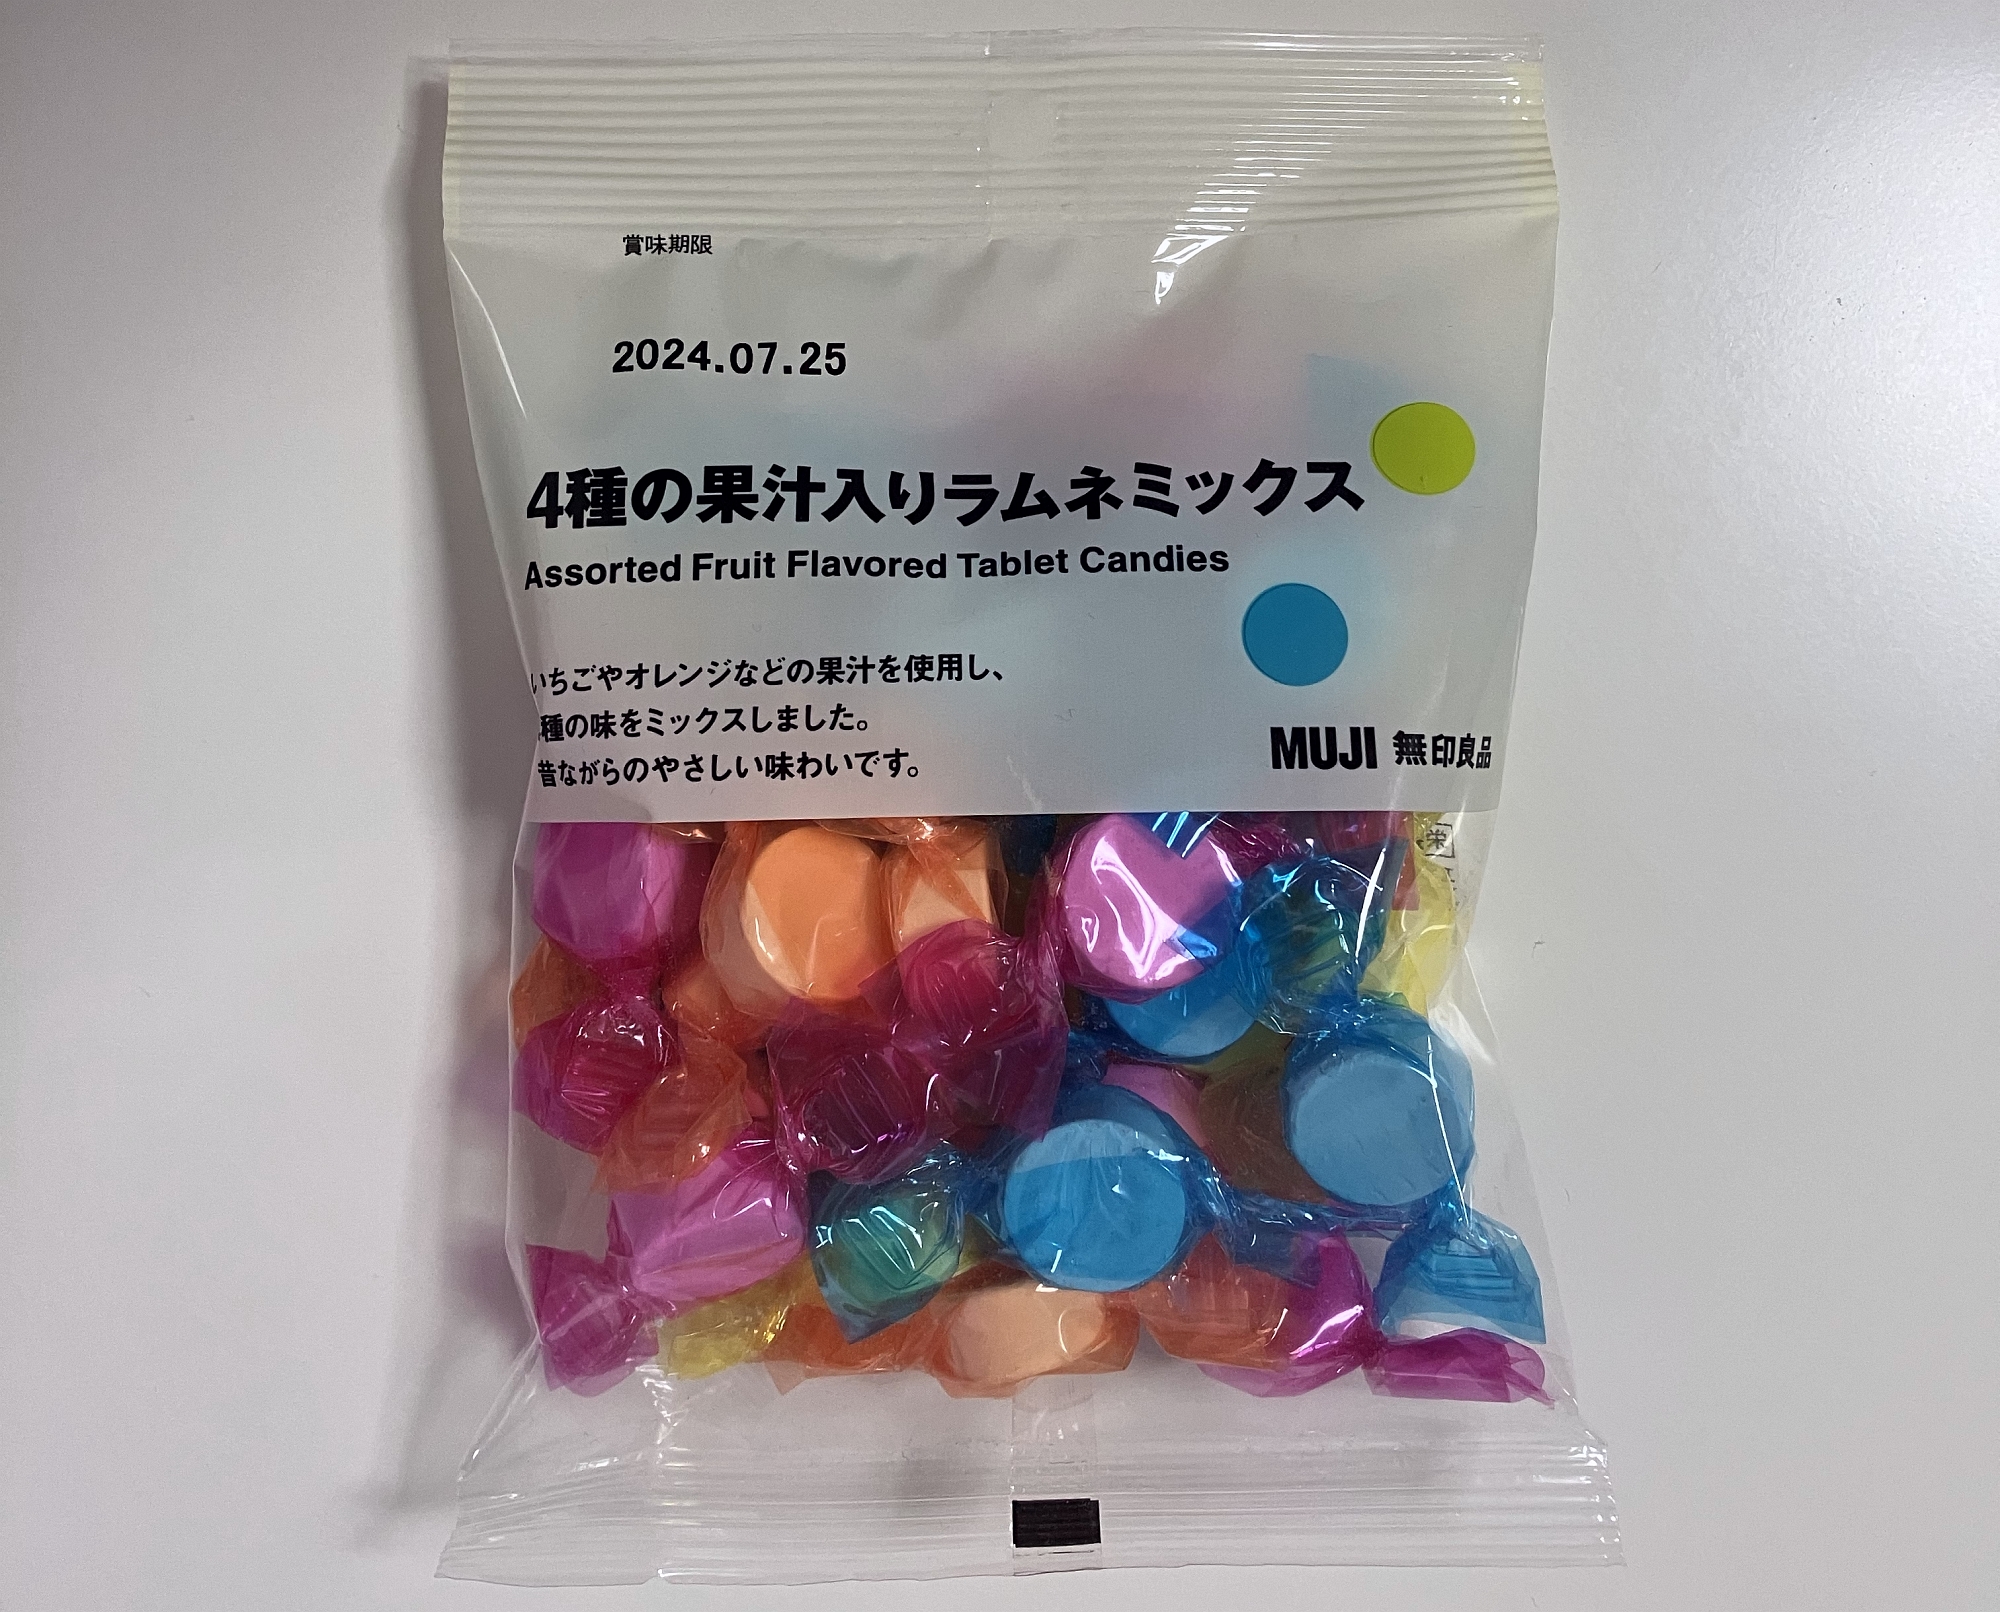 賞味期限
2024.07.25
4種の果汁入りラムネミックス
Assorted Fruit Flavored Tablet Candies
いちごやオレンジなどの果汁を使用し、
種の味をミックスしました。
昔ながらのやさしい味わいです。
MUJI 無印良品
栄